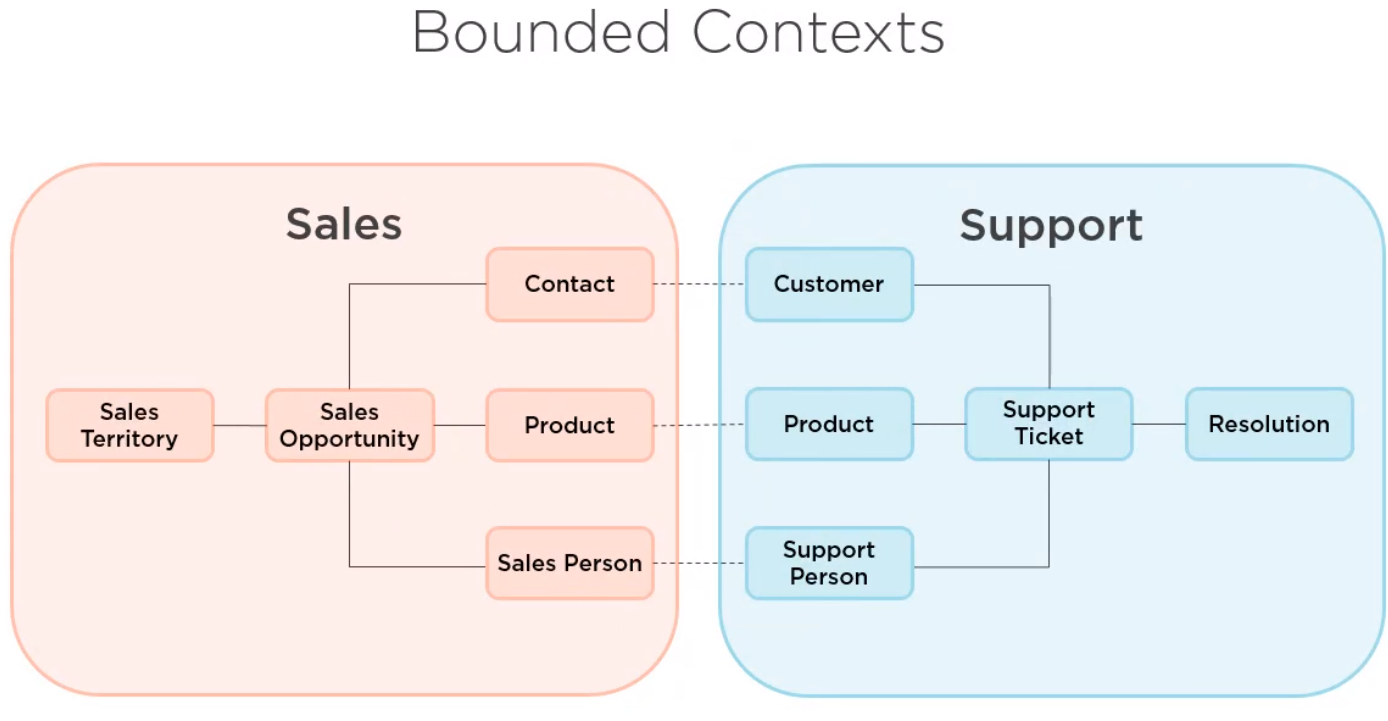 Bounded Contexts
Sales
Contact
Sales
Territory
Sales
Opportunity
Product
Sales Person
Support
Customer
Product
Support
Ticket
Resolution
Support
Person